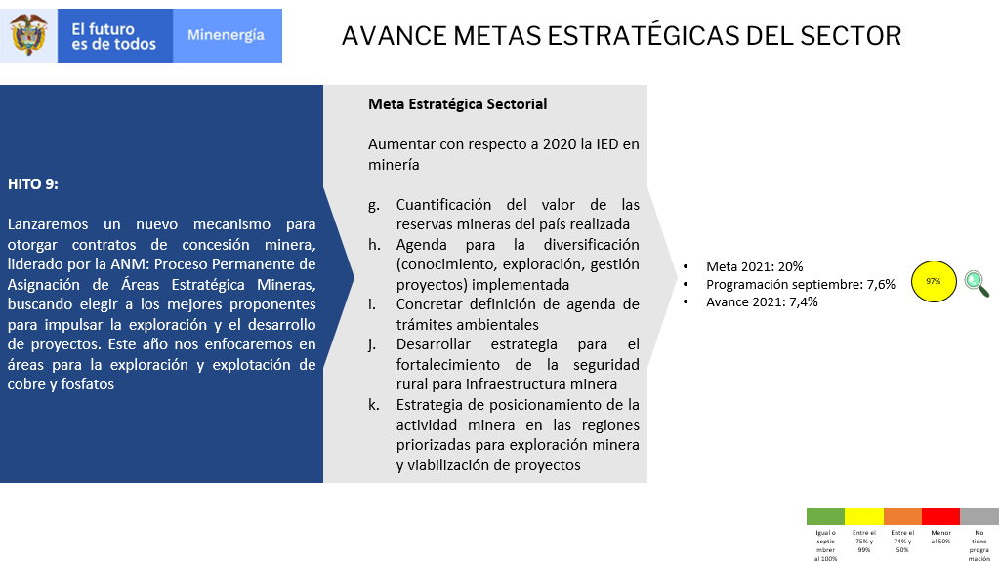 El futuro
es de todos
Minenergía
AVANCE METAS ESTRATÉGICAS DEL SECTOR
HITO 9:
Lanzaremos un nuevo mecanismo para
otorgar contratos de concesión minera,
liderado por la ANM: Proceso Permanente de
Asignación de Áreas Estratégica Mineras,
buscando elegir a los mejores proponentes
para impulsar la exploración y el desarrollo
de proyectos. Este año nos enfocaremos en
áreas para la exploración y explotación de
cobre y fosfatos
Meta Estratégica Sectorial
Aumentar con respecto a 2020 la IED en
minería
g. Cuantificación del valor de las
reservas mineras del país realizada
h. Agenda para la diversificación
(conocimiento, exploración, gestión
proyectos) implementada
i. Concretar definición de agenda de
trámites ambientales
j. Desarrollar estrategia para el
fortalecimiento de la seguridad
rural para infraestructura minera
k. Estrategia de posicionamiento de la
actividad minera en las regiones
priorizadas para exploración minera
y viabilización de proyectos
• Meta 2021: 20%
• Programación septiembre: 7,6%
• Avance 2021: 7,4%
97%
Igual o
septie
mbrer
al 100%
Entre el
75% y
99%
Entre el
74% y
50%
Menor
al 50%
No
tiene
progra
mación